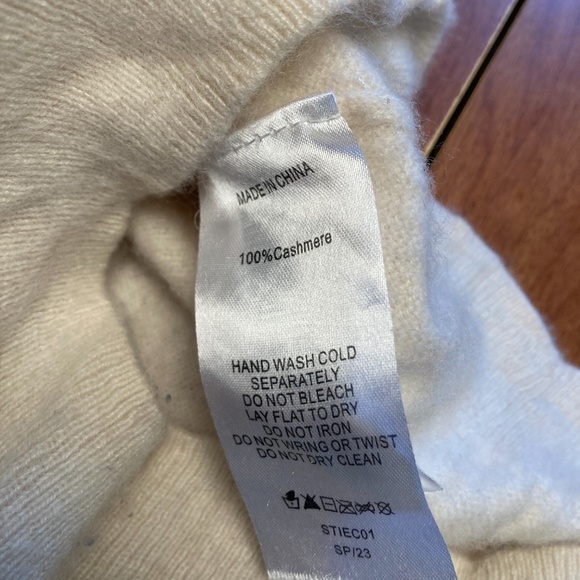 MADE IN CHINA
100%Cashmere
HAND WASH COLD
SEPARATELY
DO NOT BLEACH
LAY FLAT TO DRY
DO NOT IRON
DO NOT WRING OR TWIST
DO NOT DRY CLEAN
STIEC01
SP/23